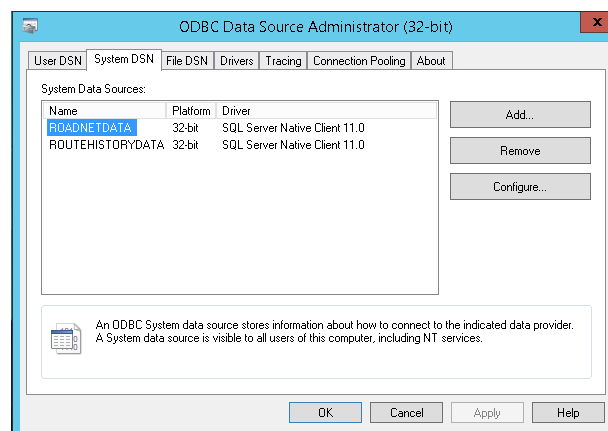 ODBC Data Source Administrator (32-bit)
x
User DSN System DSN File DSN Drivers Tracing Connection Pooling About
System Data Sources:
Name Platform Driver
ROADNETDATA 32-bit SQL Server Native Client 11.0
ROUTEHISTORYDATA 32-bit SQL Server Native Client 11.0
Add...
Remove
Configure...
An ODBC System data source stores information about how to connect to the indicated data provider.
A System data source is visible to all users of this computer, including NT services.
OK Cancel Apply Help